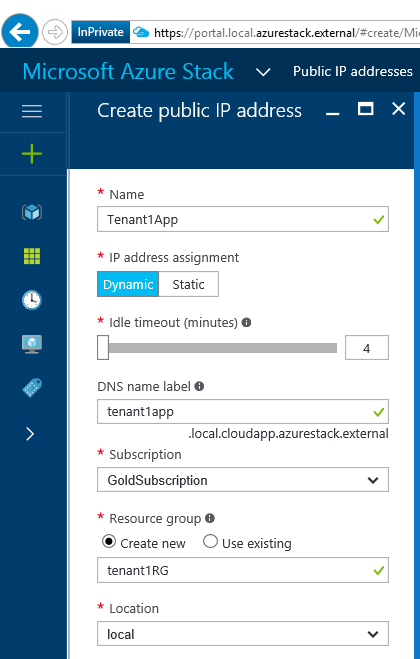 InPrivate https://portal.local.azurestack.external/#create/Mi
Microsoft Azure Stack Public IP addresses
Create public IP address
* Name
Tenant1App
* IP address assignment
Dynamic Static
* Idle timeout (minutes)
4
DNS name label
tenant1app
.local.cloudapp.azurestack.external
* Subscription
GoldSubscription
* Resource group
Create new Use existing
tenant1RG
* Location
local